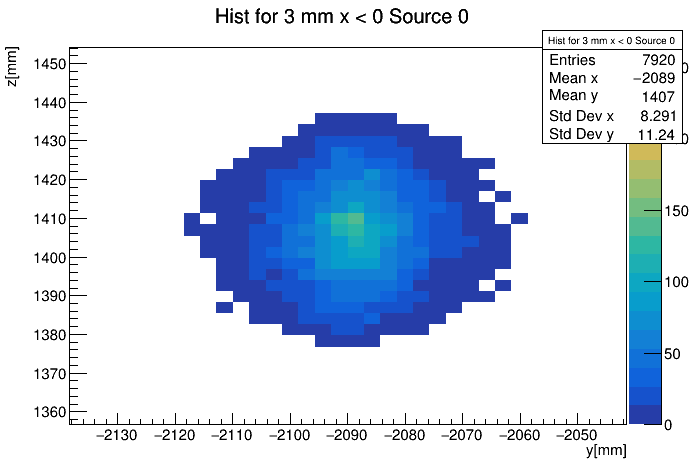 Hist for 3 mm x < 0 Source 0
Hist for 3 mm x < 0 Source 0
Entries 7920
Mean x −2089
Mean y 1407
Std Dev x 8.291
Std Dev y 11.24
z[mm]
1450
1440
1430
1420
1410
1400
1390
1380
1370
1360
−2130 −2120 −2110 −2100 −2090 −2080 −2070 −2060 −2050
y[mm]
150
100
50
0